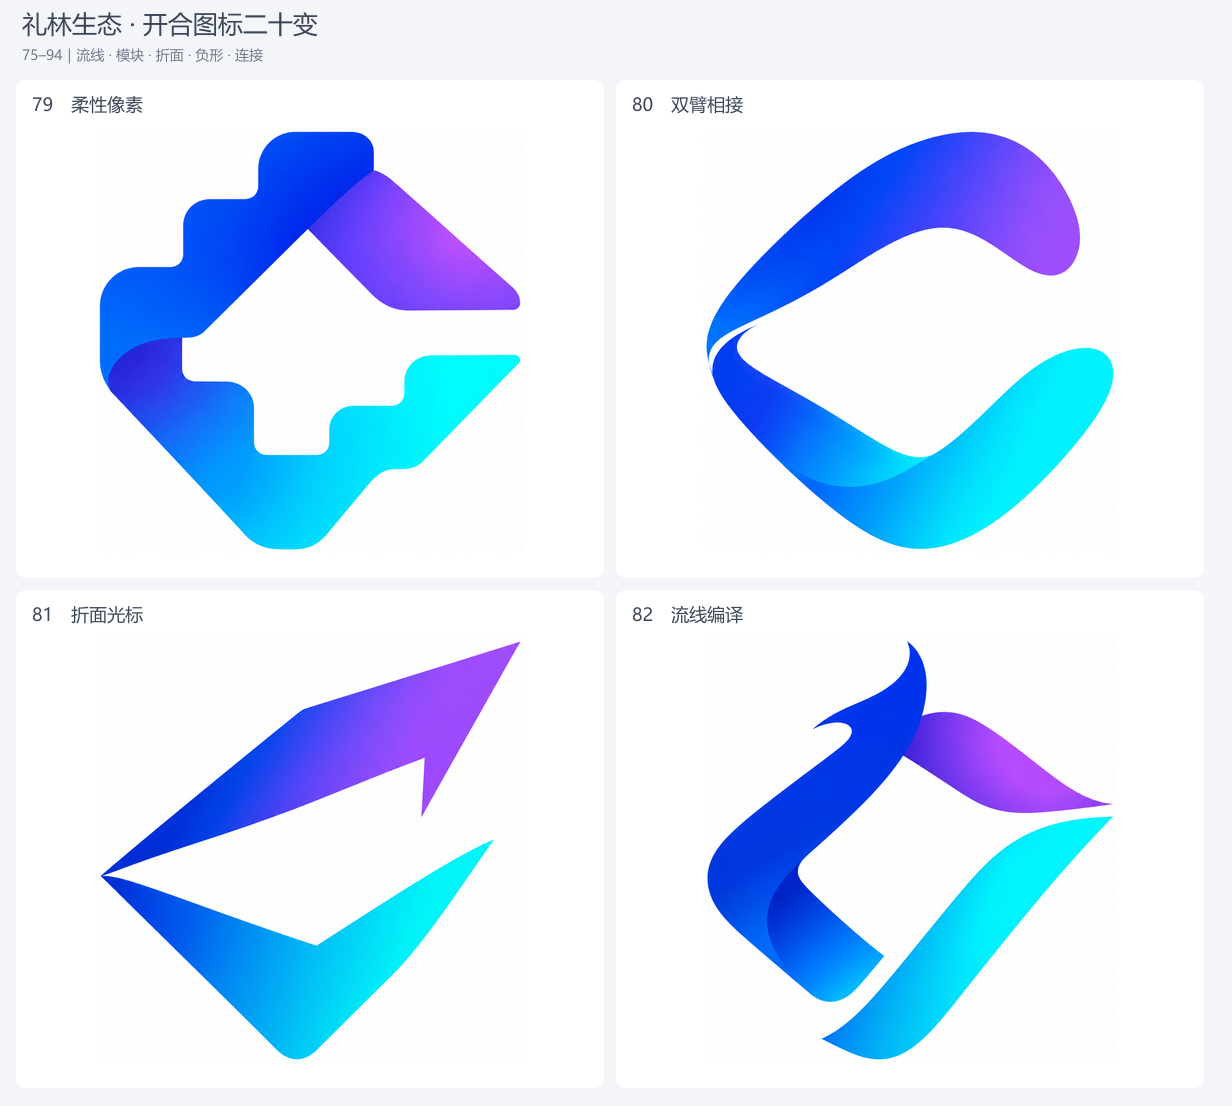 礼林生态 · 开合图标二十变
75–94 | 流线 · 模块 · 折面 · 负形 · 连接
79 柔性像素
80 双臂相接
81 折面光标
82 流线编译